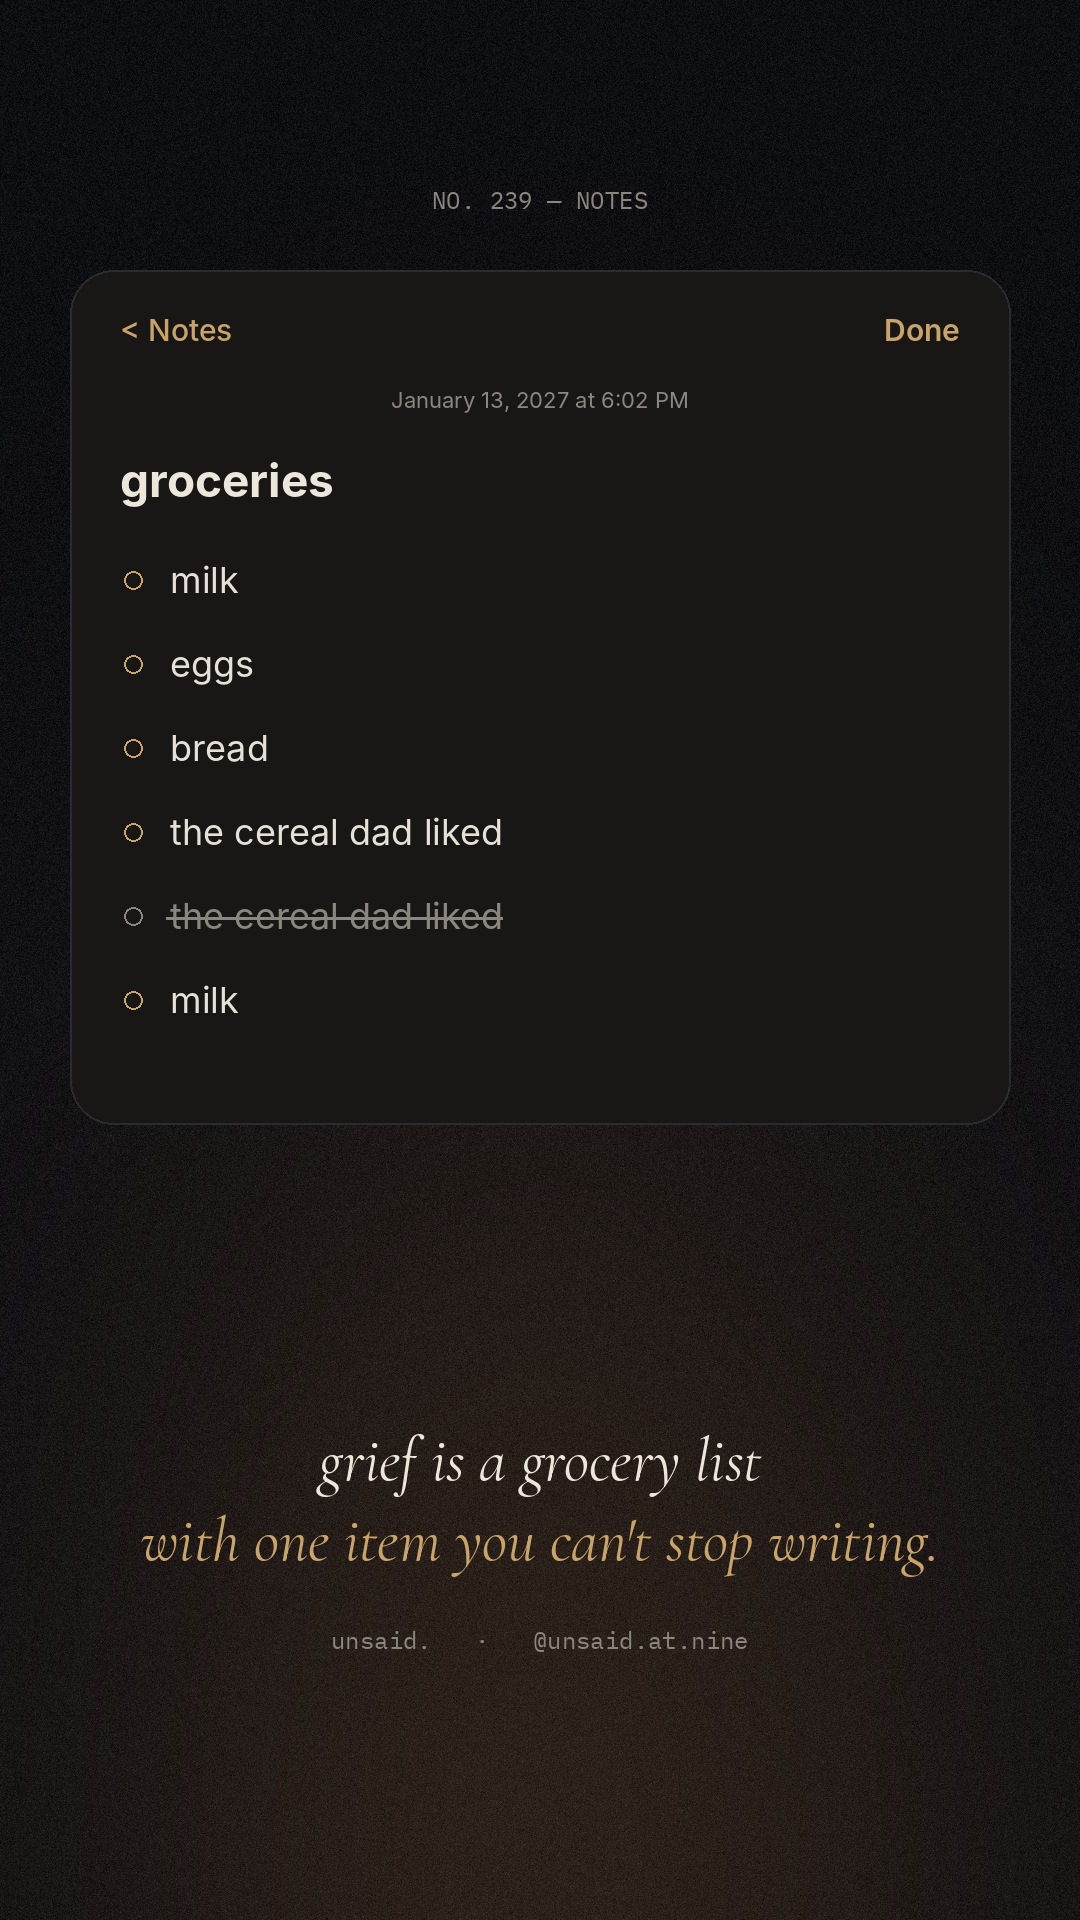 NO. 239 — NOTES
< Notes
Done
January 13, 2027 at 6:02 PM
groceries
milk
eggs
bread
the cereal dad liked
the cereal dad liked
milk
grief is a grocery list
with one item you can't stop writing.
unsaid. · @unsaid.at.nine